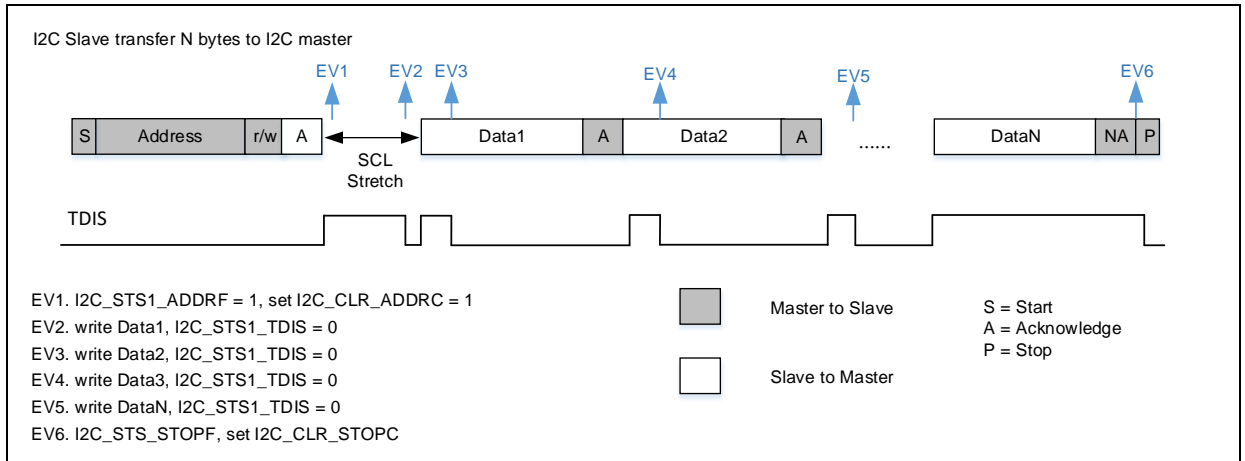 I2C Slave transfer N bytes to I2C master
EV1 EV2 EV3 EV4 EV5 EV6
S Address r/w A Data1 A Data2 A ...... DataN NA P
SCL
Stretch
TDIS
EV1. I2C_STS1_ADDRF = 1, set I2C_CLR_ADDRC = 1
EV2. write Data1, I2C_STS1_TDIS = 0
EV3. write Data2, I2C_STS1_TDIS = 0
EV4. write Data3, I2C_STS1_TDIS = 0
EV5. write DataN, I2C_STS1_TDIS = 0
EV6. I2C_STS_STOPF, set I2C_CLR_STOPC
Master to Slave
Slave to Master
S = Start
A = Acknowledge
P = Stop